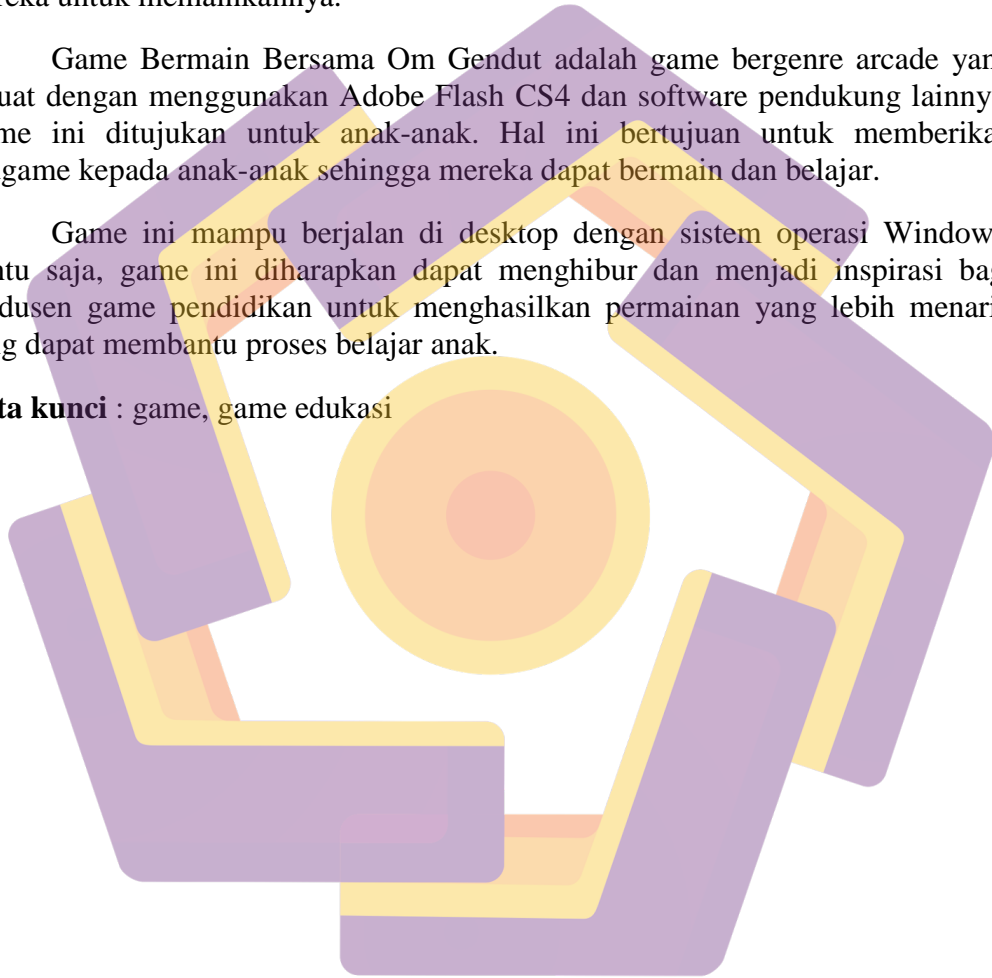 reka untuk memainkannya.
Game Bermain Bersama Om Gendut adalah game bergenre arcade yan
uat dengan menggunakan Adobe Flash CS4 dan software pendukung lainny
me ini ditujukan untuk anak-anak. Hal ini bertujuan untuk memberika
game kepada anak-anak sehingga mereka dapat bermain dan belajar.
Game ini mampu berjalan di desktop dengan sistem operasi Window
ntu saja, game ini diharapkan dapat menghibur dan menjadi inspirasi bag
dusen game pendidikan untuk menghasilkan permainan yang lebih menari
g dapat membantu proses belajar anak.
ta kunci : game, game edukasi